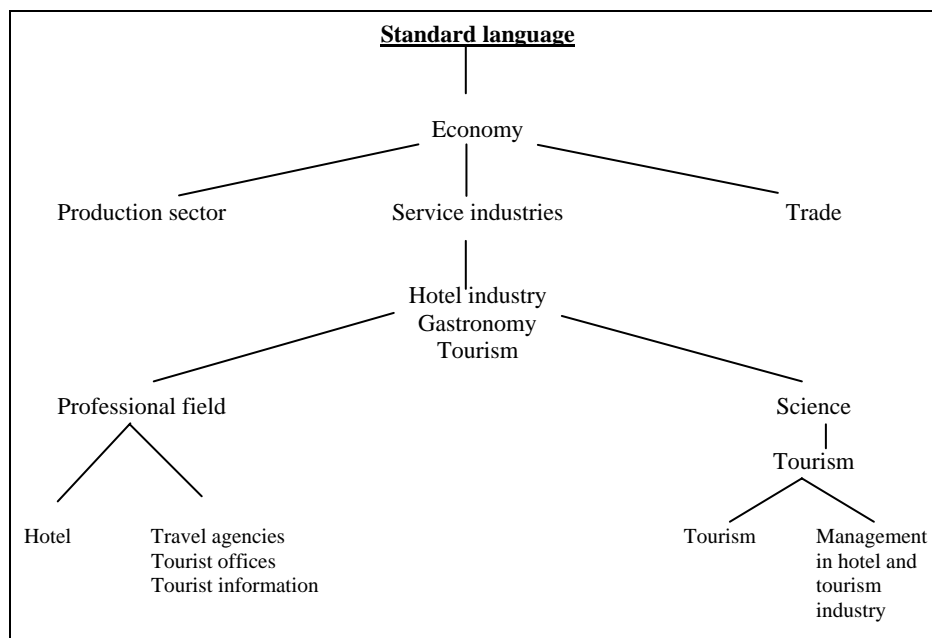 Standard language
Economy
Production sector
Service industries
Trade
Hotel industry
Gastronomy
Tourism
Professional field
Science
Tourism
Hotel
Travel agencies
Tourist offices
Tourist information
Tourism
Management
in hotel and
tourism
industry